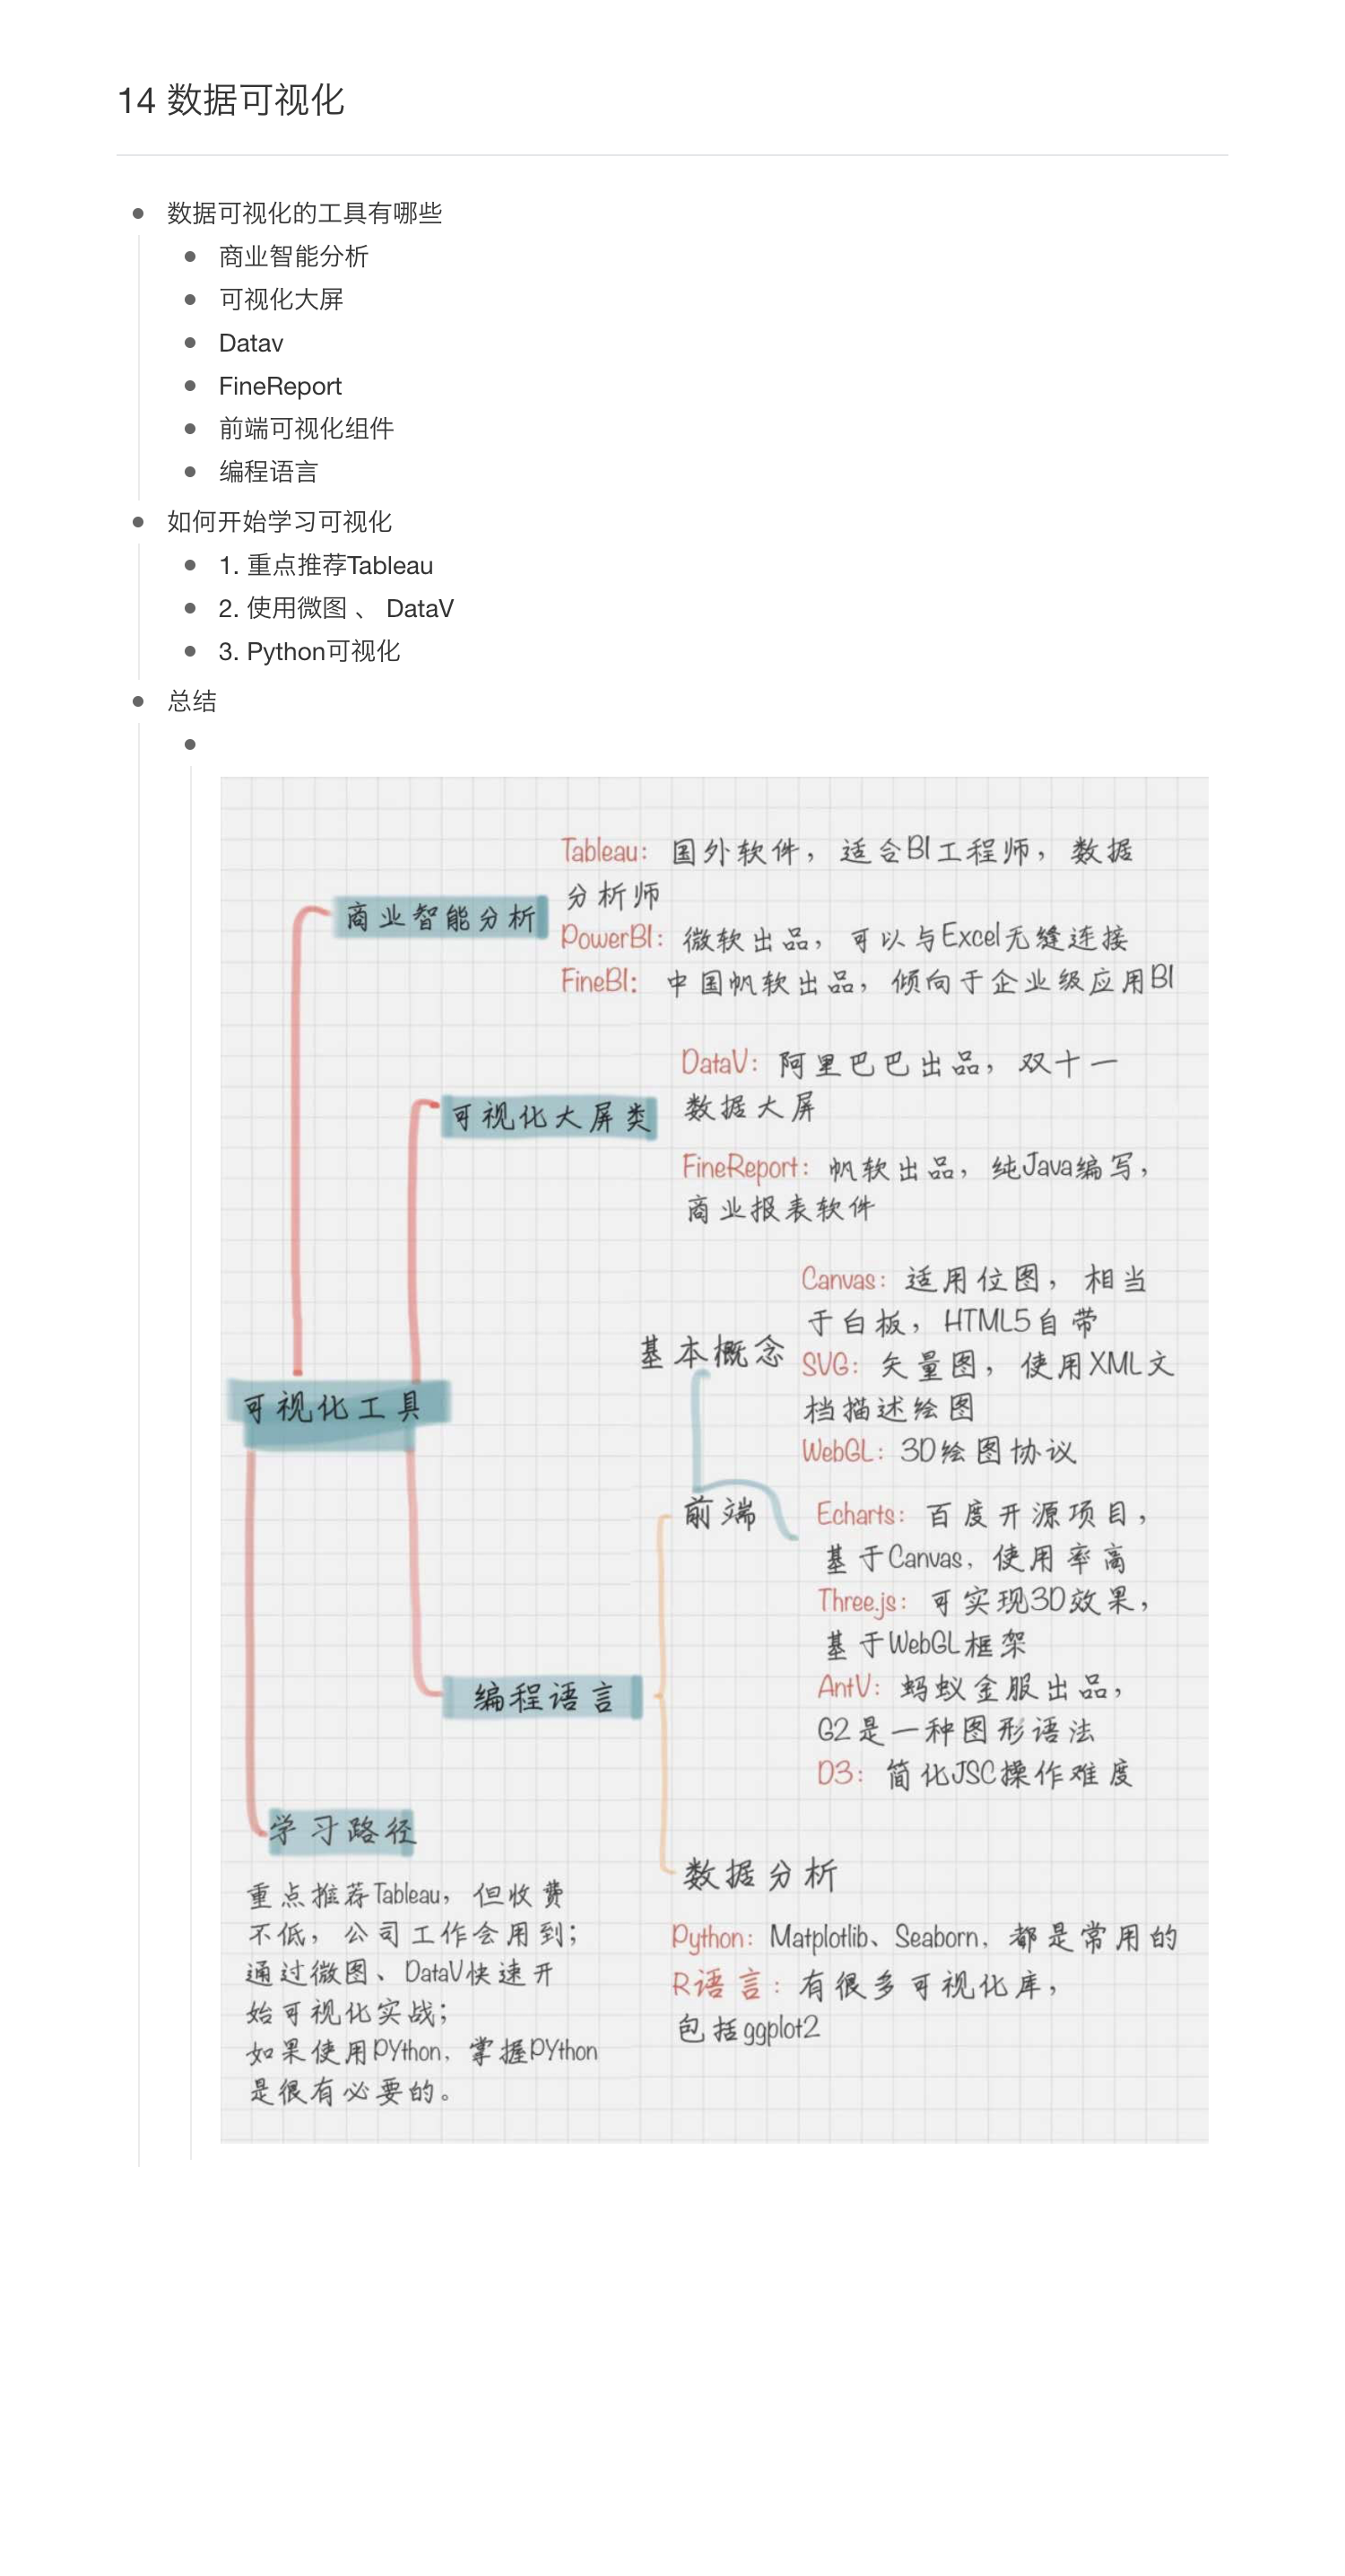 14 数据可视化
数据可视化的工具有哪些
商业智能分析
可视化大屏
Datav
FineReport
前端可视化组件
编程语言
如何开始学习可视化
1. 重点推荐Tableau
2. 使用微图 、 DataV
3. Python可视化
总结
商业智能分析
Tableau: 国外软件，适合BI工程师，数据
分析师
PowerBI: 微软出品，可以与Excel无缝连接
FineBI: 中国帆软出品，倾向于企业级应用BI
可视化大屏类
DataV: 阿里巴巴出品，双十一
数据大屏
FineReport: 帆软出品，纯Java编写，
商业报表软件
可视化工具
基本概念
Canvas: 适用位图，相当
于白板，HTML5自带
SVG: 矢量图，使用XML文
档描述绘图
WebGL: 3D绘图协议
前端
Echarts: 百度开源项目，
基于Canvas, 使用率高
Three.js: 可实现3D效果，
基于WebGL框架
AntV: 蚂蚁金服出品，
G2是一种图形语法
D3: 简化JSC操作难度
编程语言
数据分析
Python: Matplotlib、Seaborn, 都是常用的
R语言: 有很多可视化库，
包括ggplot2
学习路径
重点推荐Tableau，但收费
不低，公司工作会用到；
通过微图、DataV快速开
始可视化实战；
如果使用PYthon, 掌握PYthon
是很有必要的。